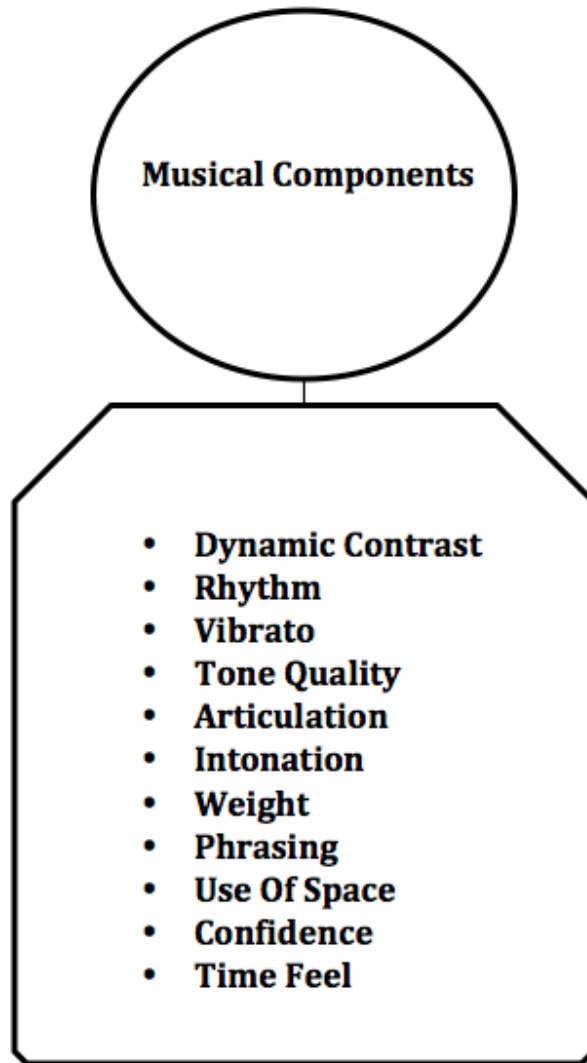 Musical Components
• Dynamic Contrast
• Rhythm
• Vibrato
• Tone Quality
• Articulation
• Intonation
• Weight
• Phrasing
• Use Of Space
• Confidence
• Time Feel